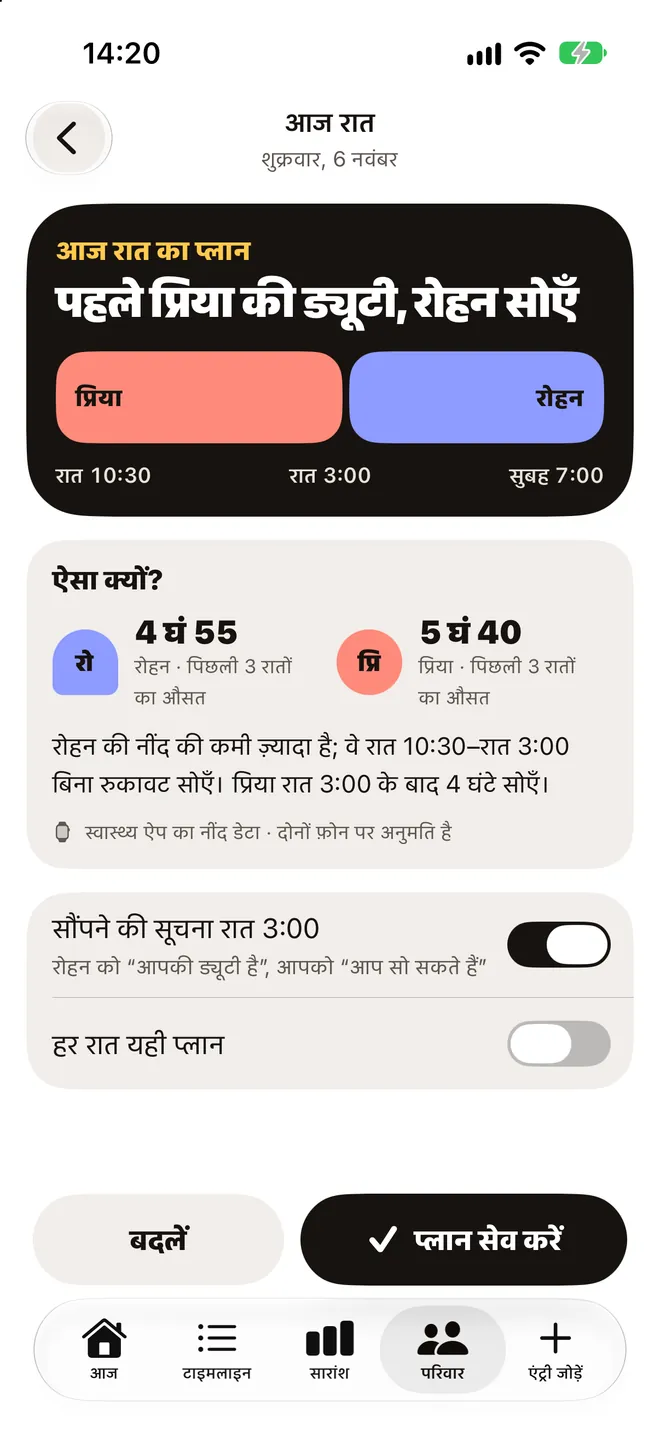 14:20
आज रात
शुक्रवार, 6 नवंबर
आज रात का प्लान
पहले प्रिया की ड्यूटी, रोहन सोएँ
प्रिया
रोहन
रात 10:30
रात 3:00
सुबह 7:00
ऐसा क्यों?
रो
4 घं 55
रोहन · पिछली 3 रातों
का औसत
प्रि
5 घं 40
प्रिया · पिछली 3 रातों
का औसत
रोहन की नींद की कमी ज़्यादा है; वे रात 10:30–रात 3:00
बिना रुकावट सोएँ। प्रिया रात 3:00 के बाद 4 घंटे सोएँ।
स्वास्थ्य ऐप का नींद डेटा · दोनों फ़ोन पर अनुमति है
सौंपने की सूचना रात 3:00
रोहन को “आपकी ड्यूटी है”, आपको “आप सो सकते हैं”
हर रात यही प्लान
बदलें
प्लान सेव करें
आज
टाइमलाइन
सारांश
परिवार
एंट्री जोड़ें